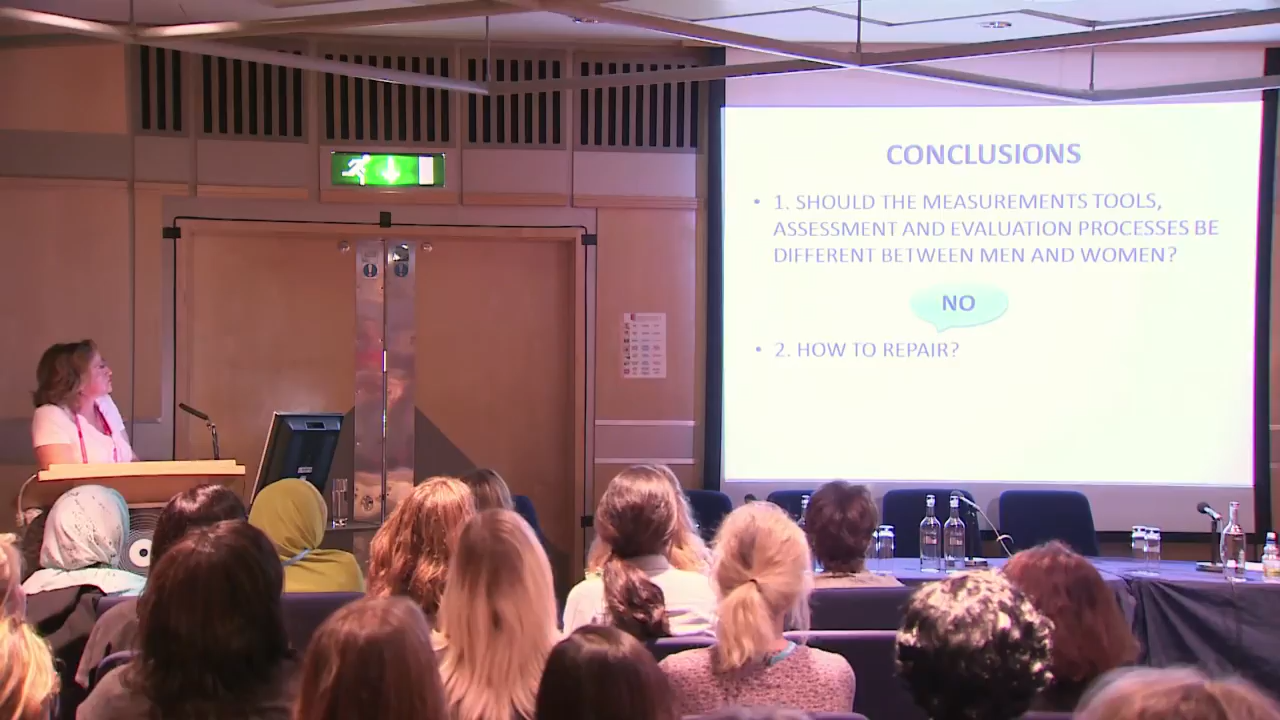 CONCLUSIONS
• 1. SHOULD THE MEASUREMENTS TOOLS,
ASSESSMENT AND EVALUATION PROCESSES BE
DIFFERENT BETWEEN MEN AND WOMEN?
NO
• 2. HOW TO REPAIR?